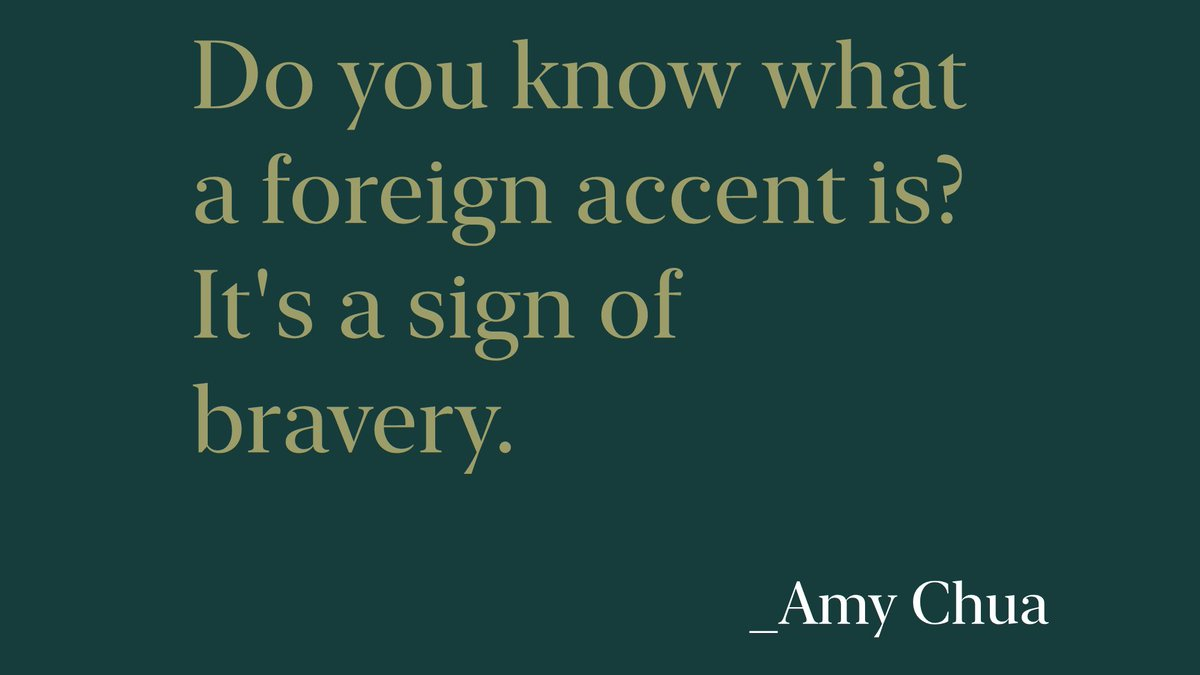 Do you know what
a foreign accent is?
It's a sign of
bravery.
_Amy Chua